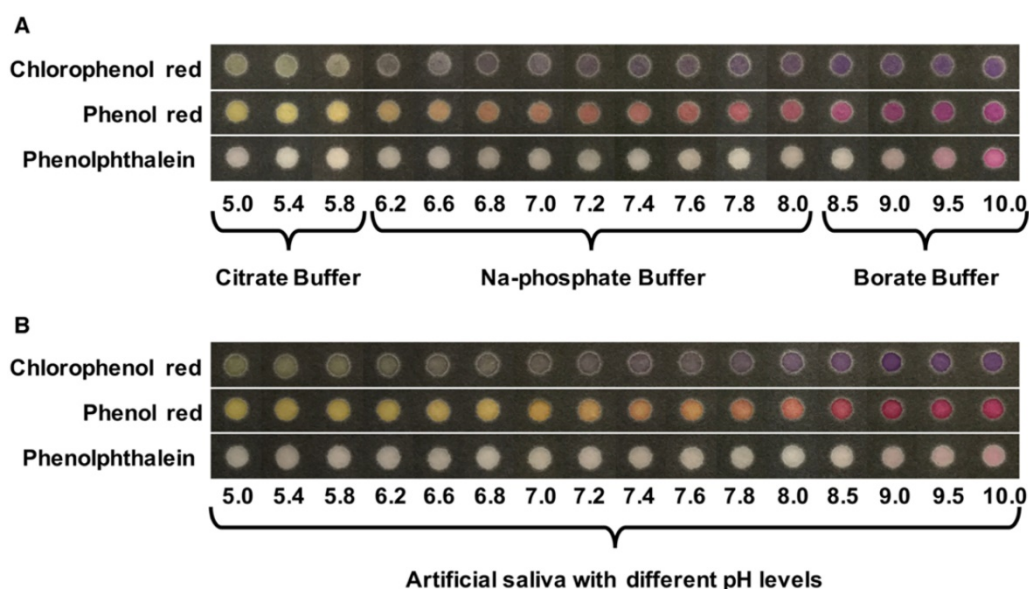 A
Chlorophenol red
Phenol red
Phenolphthalein
5.0 5.4 5.8 6.2 6.6 6.8 7.0 7.2 7.4 7.6 7.8 8.0 8.5 9.0 9.5 10.0
Citrate Buffer Na-phosphate Buffer Borate Buffer
B
Chlorophenol red
Phenol red
Phenolphthalein
5.0 5.4 5.8 6.2 6.6 6.8 7.0 7.2 7.4 7.6 7.8 8.0 8.5 9.0 9.5 10.0
Artificial saliva with different pH levels